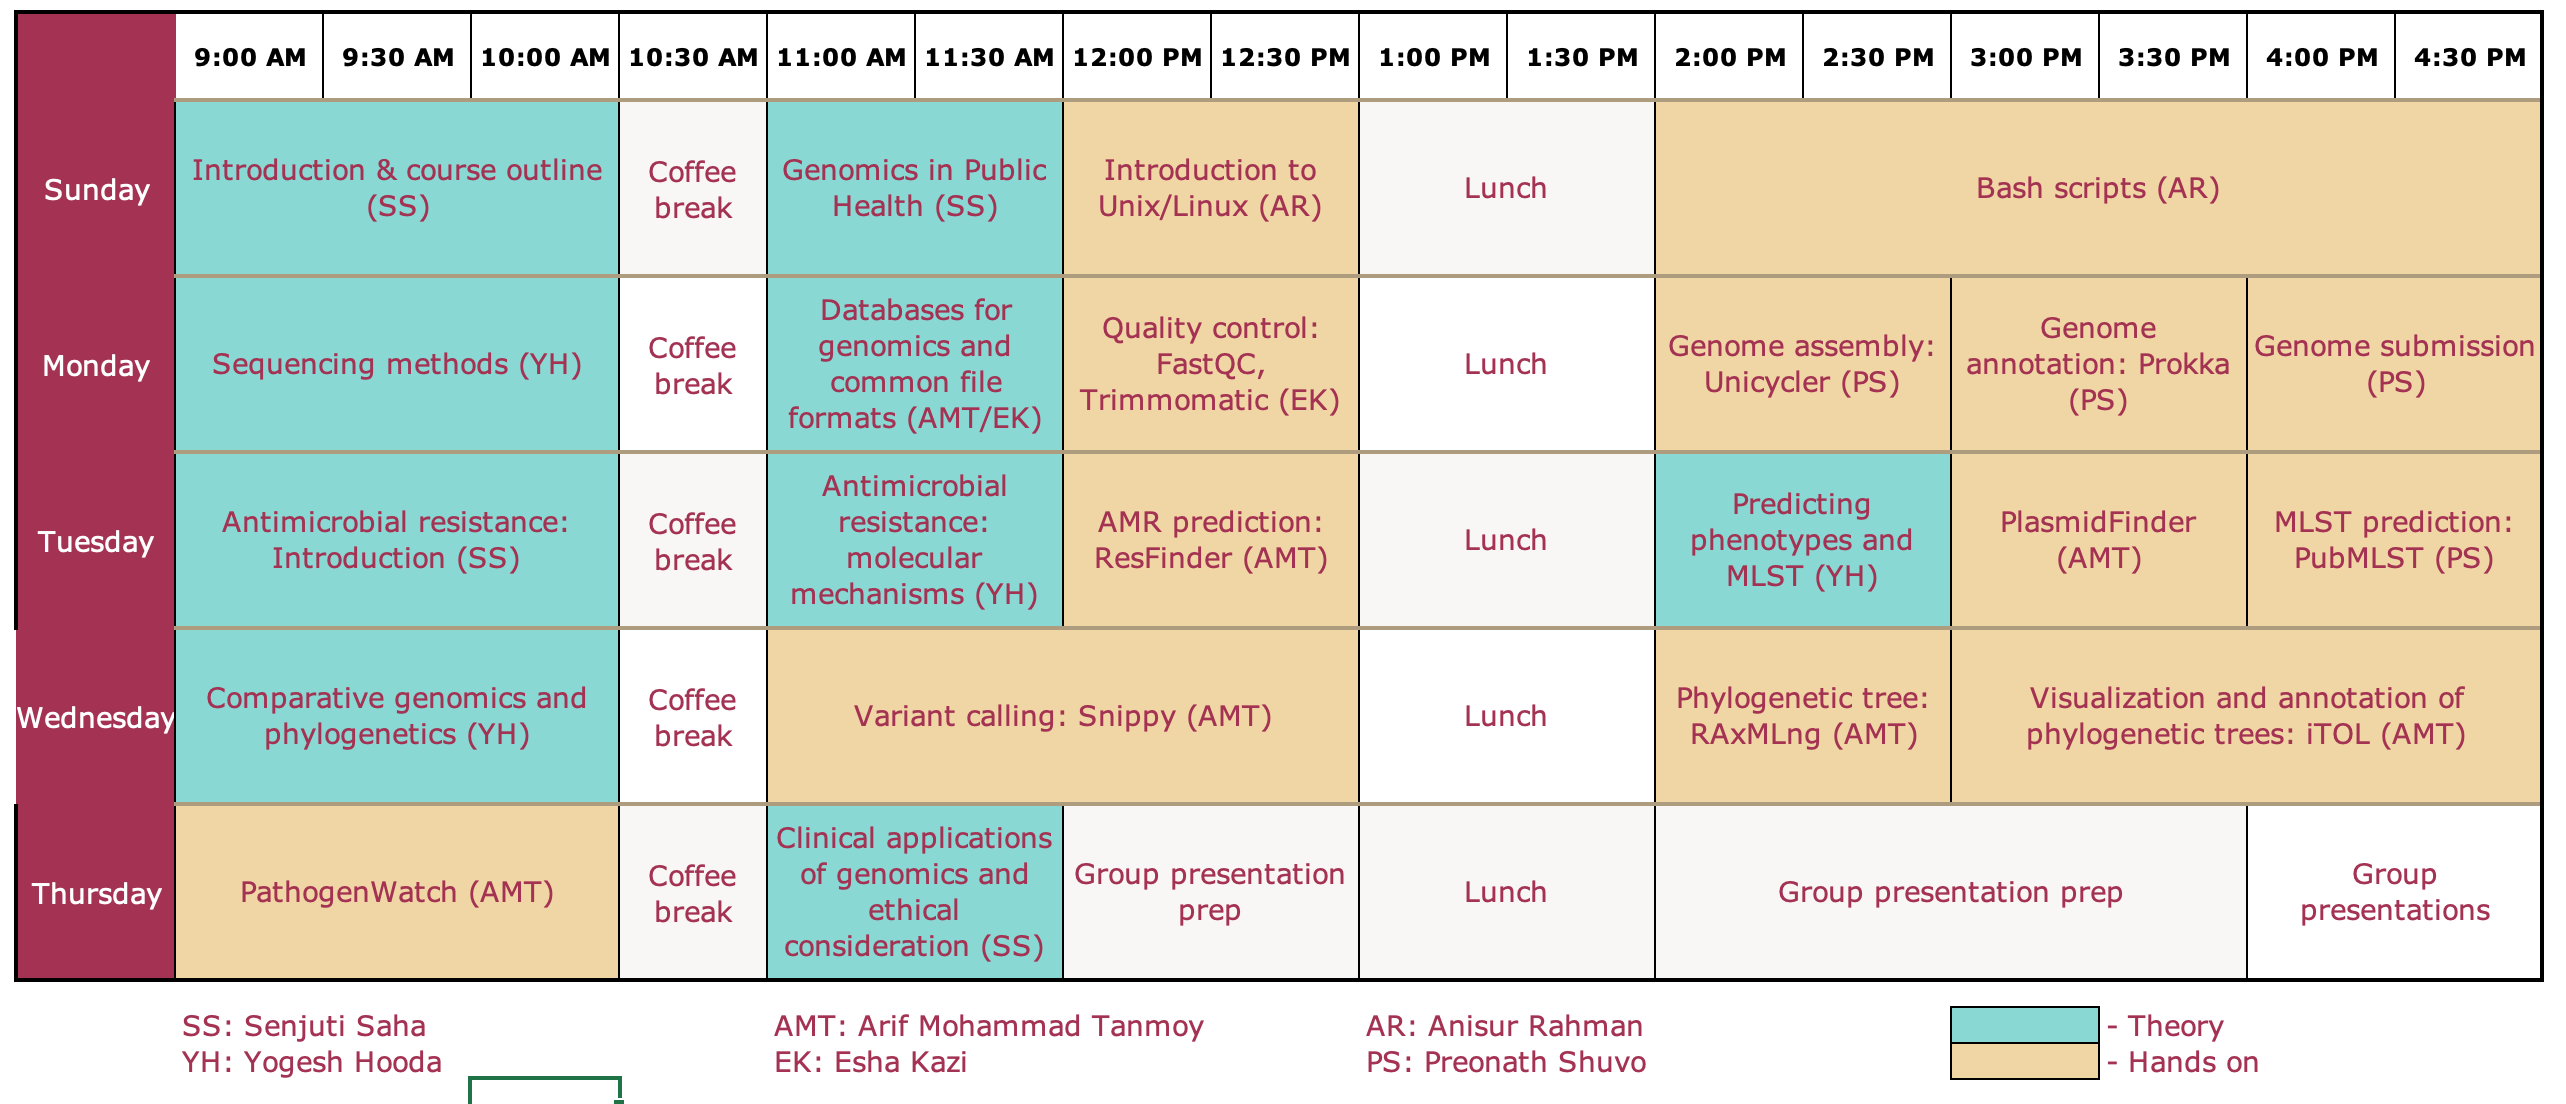 9:00 AM 9:30 AM 10:00 AM 10:30 AM 11:00 AM 11:30 AM 12:00 PM 12:30 PM 1:00 PM 1:30 PM 2:00 PM 2:30 PM 3:00 PM 3:30 PM 4:00 PM 4:30 PM
Sunday
Introduction & course outline
(SS)
Coffee
break
Genomics in Public
Health (SS)
Introduction to
Unix/Linux (AR)
Lunch
Bash scripts (AR)
Monday
Sequencing methods (YH)
Coffee
break
Databases for
genomics and
common file
formats (AMT/EK)
Quality control:
FastQC,
Trimmomatic (EK)
Lunch
Genome assembly:
Unicycler (PS)
Genome
annotation: Prokka
(PS)
Genome submission
(PS)
Tuesday
Antimicrobial resistance:
Introduction (SS)
Coffee
break
Antimicrobial
resistance:
molecular
mechanisms (YH)
AMR prediction:
ResFinder (AMT)
Lunch
Predicting
phenotypes and
MLST (YH)
PlasmidFinder
(AMT)
MLST prediction:
PubMLST (PS)
Wednesday
Comparative genomics and
phylogenetics (YH)
Coffee
break
Variant calling: Snippy (AMT)
Lunch
Phylogenetic tree:
RAxMLng (AMT)
Visualization and annotation of
phylogenetic trees: iTOL (AMT)
Thursday
PathogenWatch (AMT)
Coffee
break
Clinical applications
of genomics and
ethical
consideration (SS)
Group presentation
prep
Lunch
Group presentation prep
Group
presentations
SS: Senjuti Saha
YH: Yogesh Hooda
AMT: Arif Mohammad Tanmoy
EK: Esha Kazi
AR: Anisur Rahman
PS: Preonath Shuvo
- Theory
- Hands on